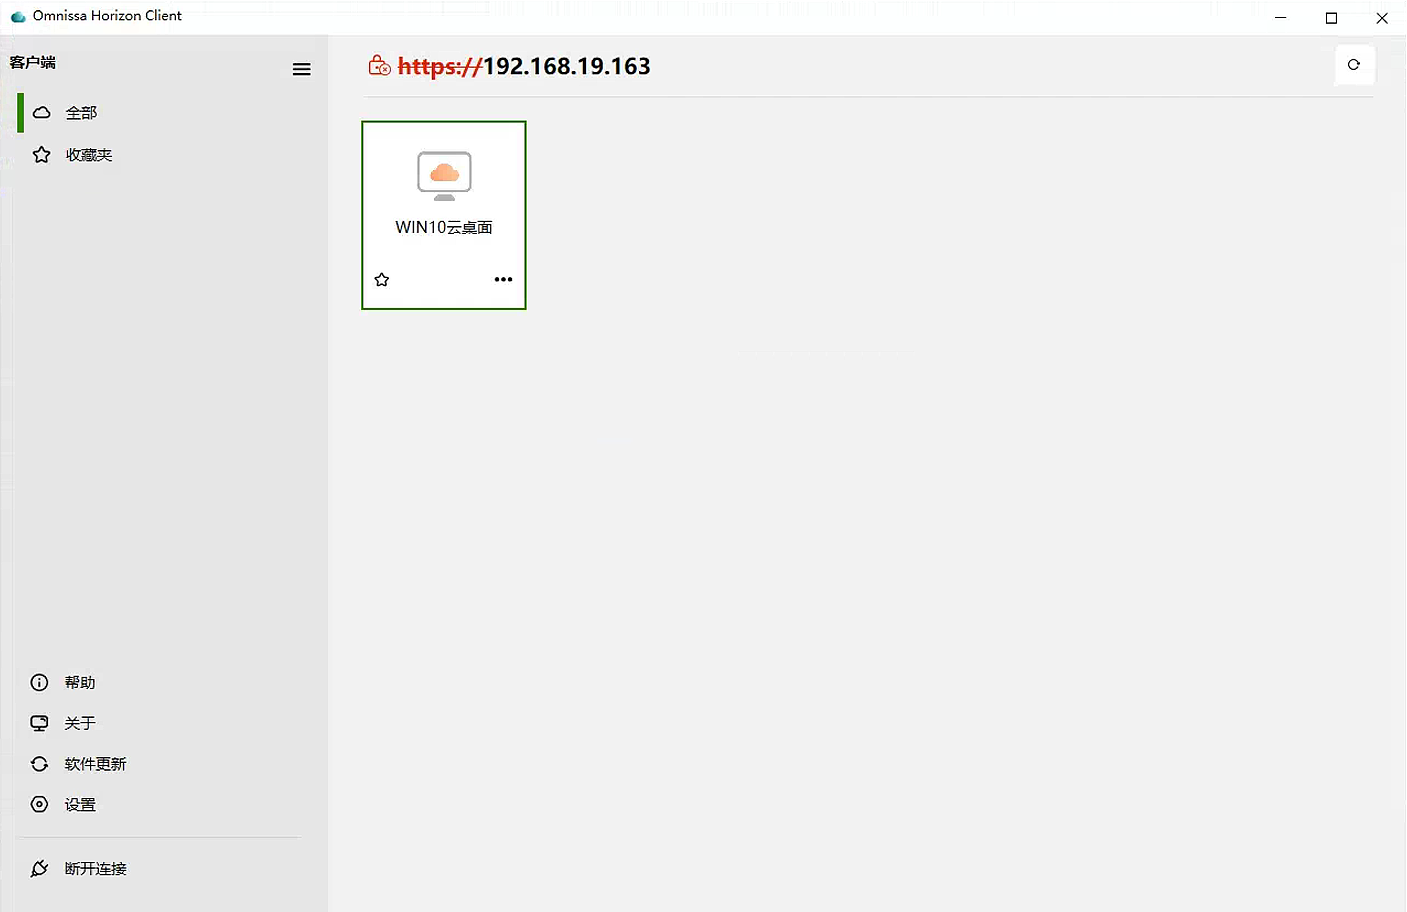 Omnissa Horizon Client
客户端
全部
收藏夹
https://192.168.19.163
WIN10云桌面
帮助
关于
软件更新
设置
断开连接